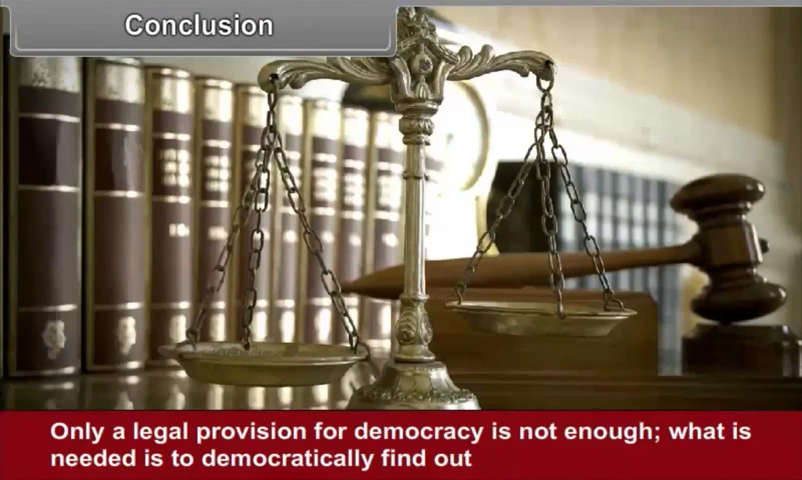 Conclusion
Only a legal provision for democracy is not enough; what is
needed is to democratically find out